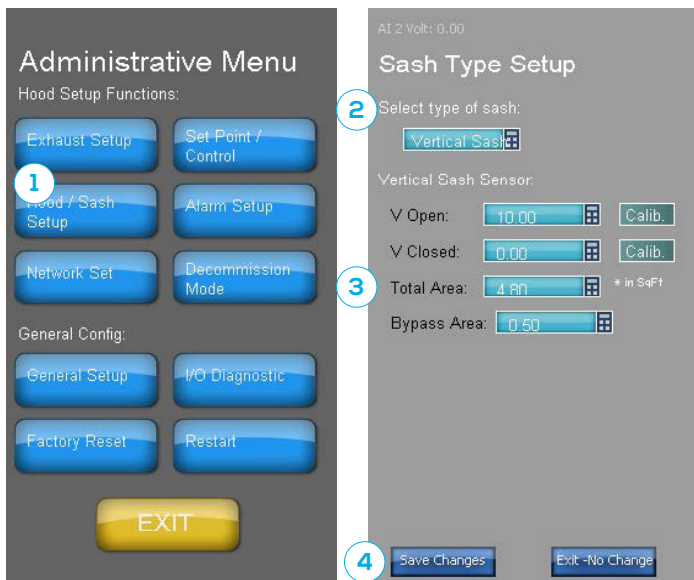 Administrative Menu
Hood Setup Functions:
Exhaust Setup
Set Point /
Control
1
Hood / Sash
Setup
Alarm Setup
Network Set
Decommission
Mode
General Config:
General Setup
I/O Diagnostic
Factory Reset
Restart
EXIT
AI 2 Volt: 0.00
Sash Type Setup
2
Select type of sash:
Vertical Sash
Vertical Sash Sensor:
V Open: 10.00 Calib.
V Closed: 0.00 Calib.
3
Total Area: 4.80 * in SqFt
Bypass Area: 0.50
4
Save Changes
Exit -No Change